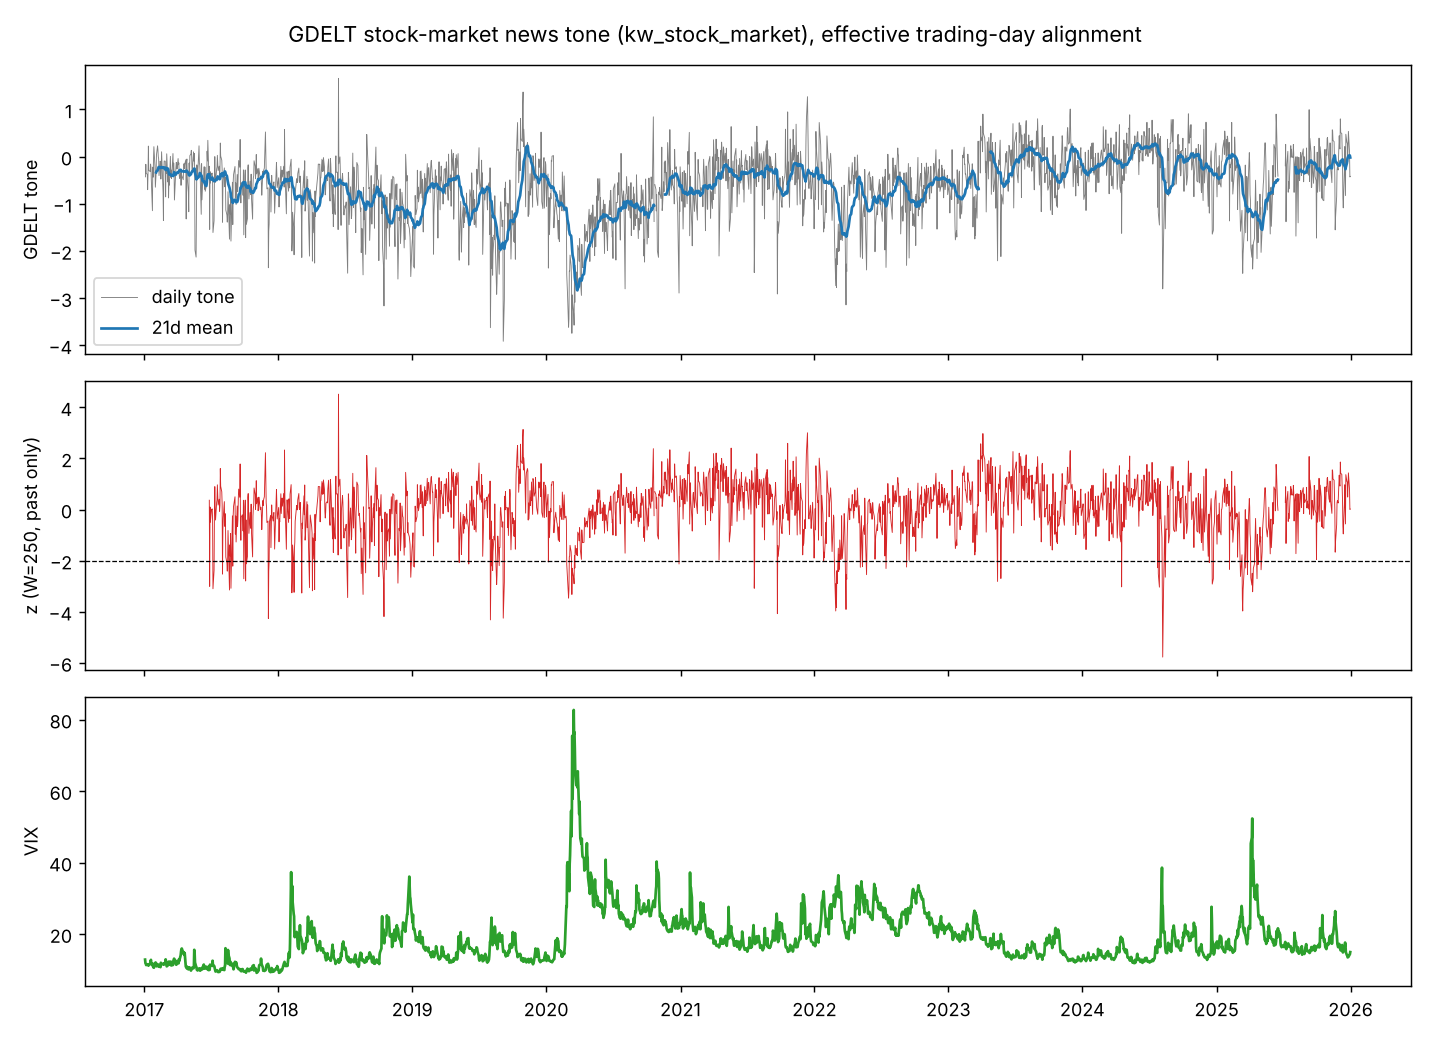 GDELT stock-market news tone (kw_stock_market), effective trading-day alignment
GDELT tone
1
0
−1
−2
−3
−4
daily tone
21d mean
z (W=250, past only)
4
2
0
−2
−4
−6
VIX
80
60
40
20
2017 2018 2019 2020 2021 2022 2023 2024 2025 2026